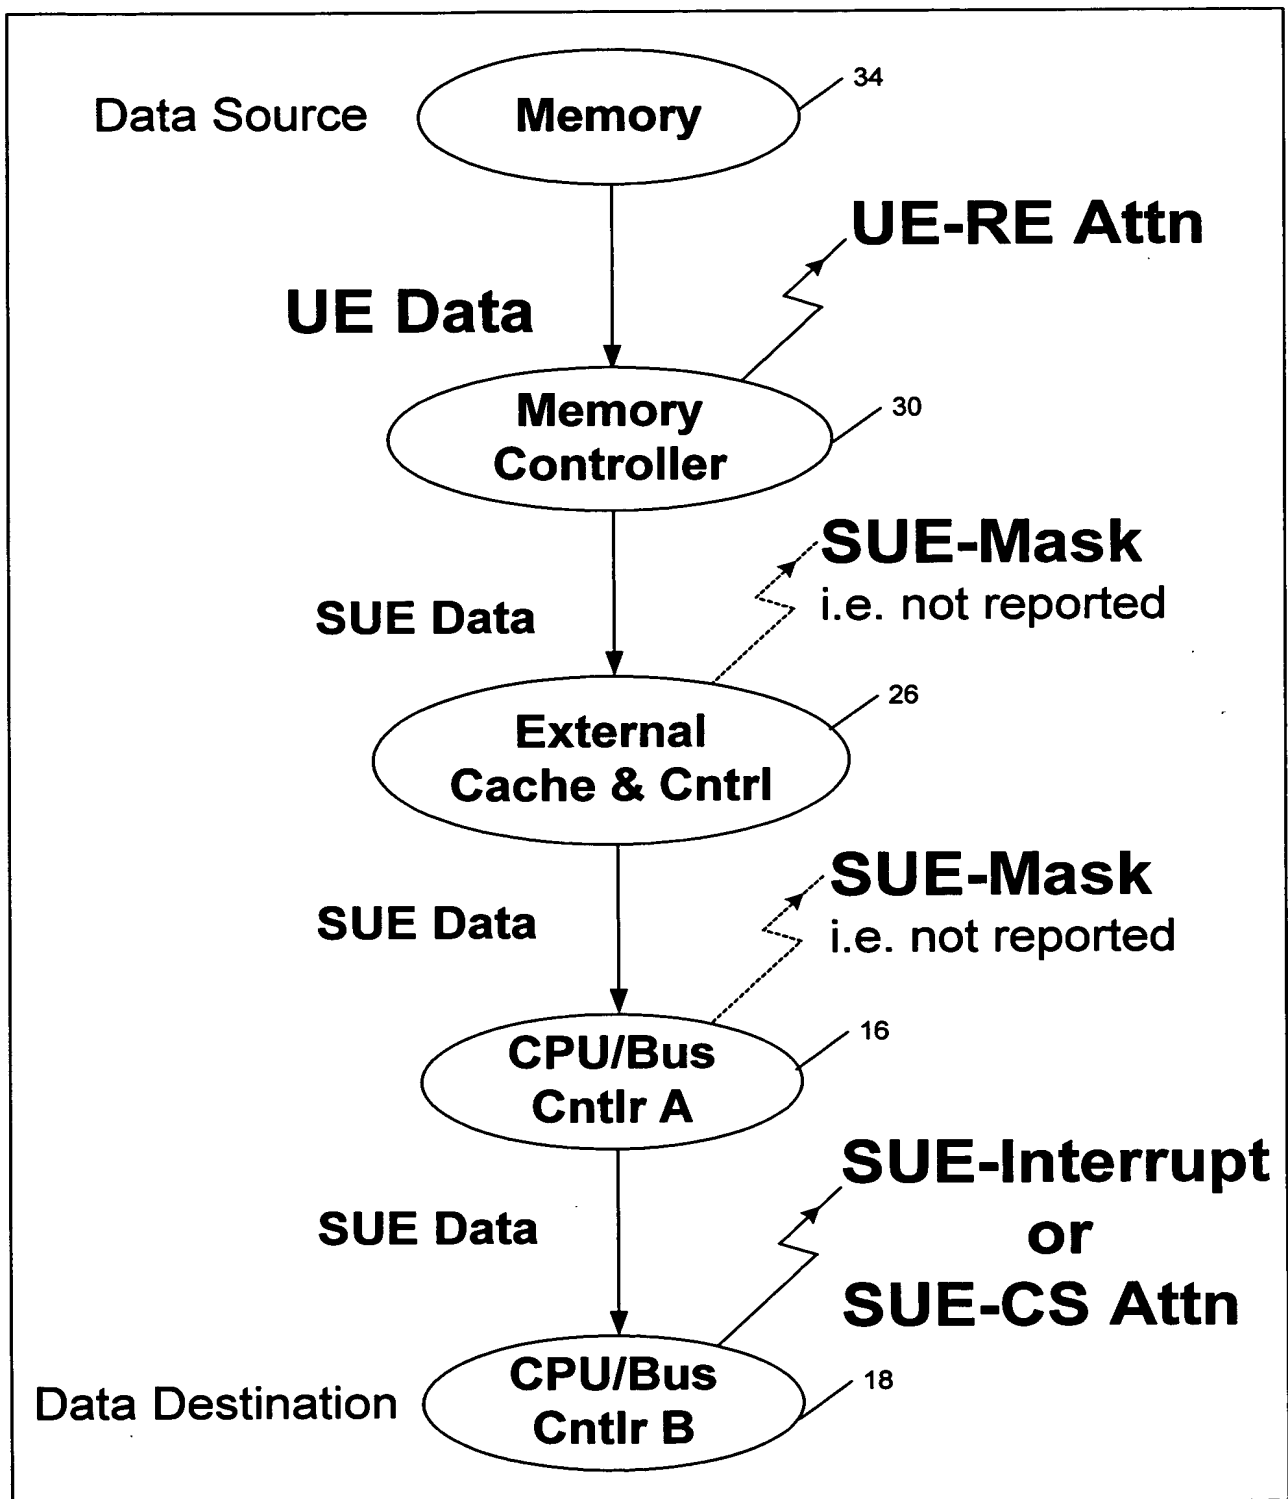 34
Data Source
Memory
UE-RE Attn
UE Data
30
Memory
Controller
SUE-Mask
i.e. not reported
SUE Data
26
External
Cache & Cntrl
SUE-Mask
i.e. not reported
SUE Data
16
CPU/Bus
Cntlr A
SUE-Interrupt
or
SUE-CS Attn
SUE Data
18
CPU/Bus
Cntlr B
Data Destination